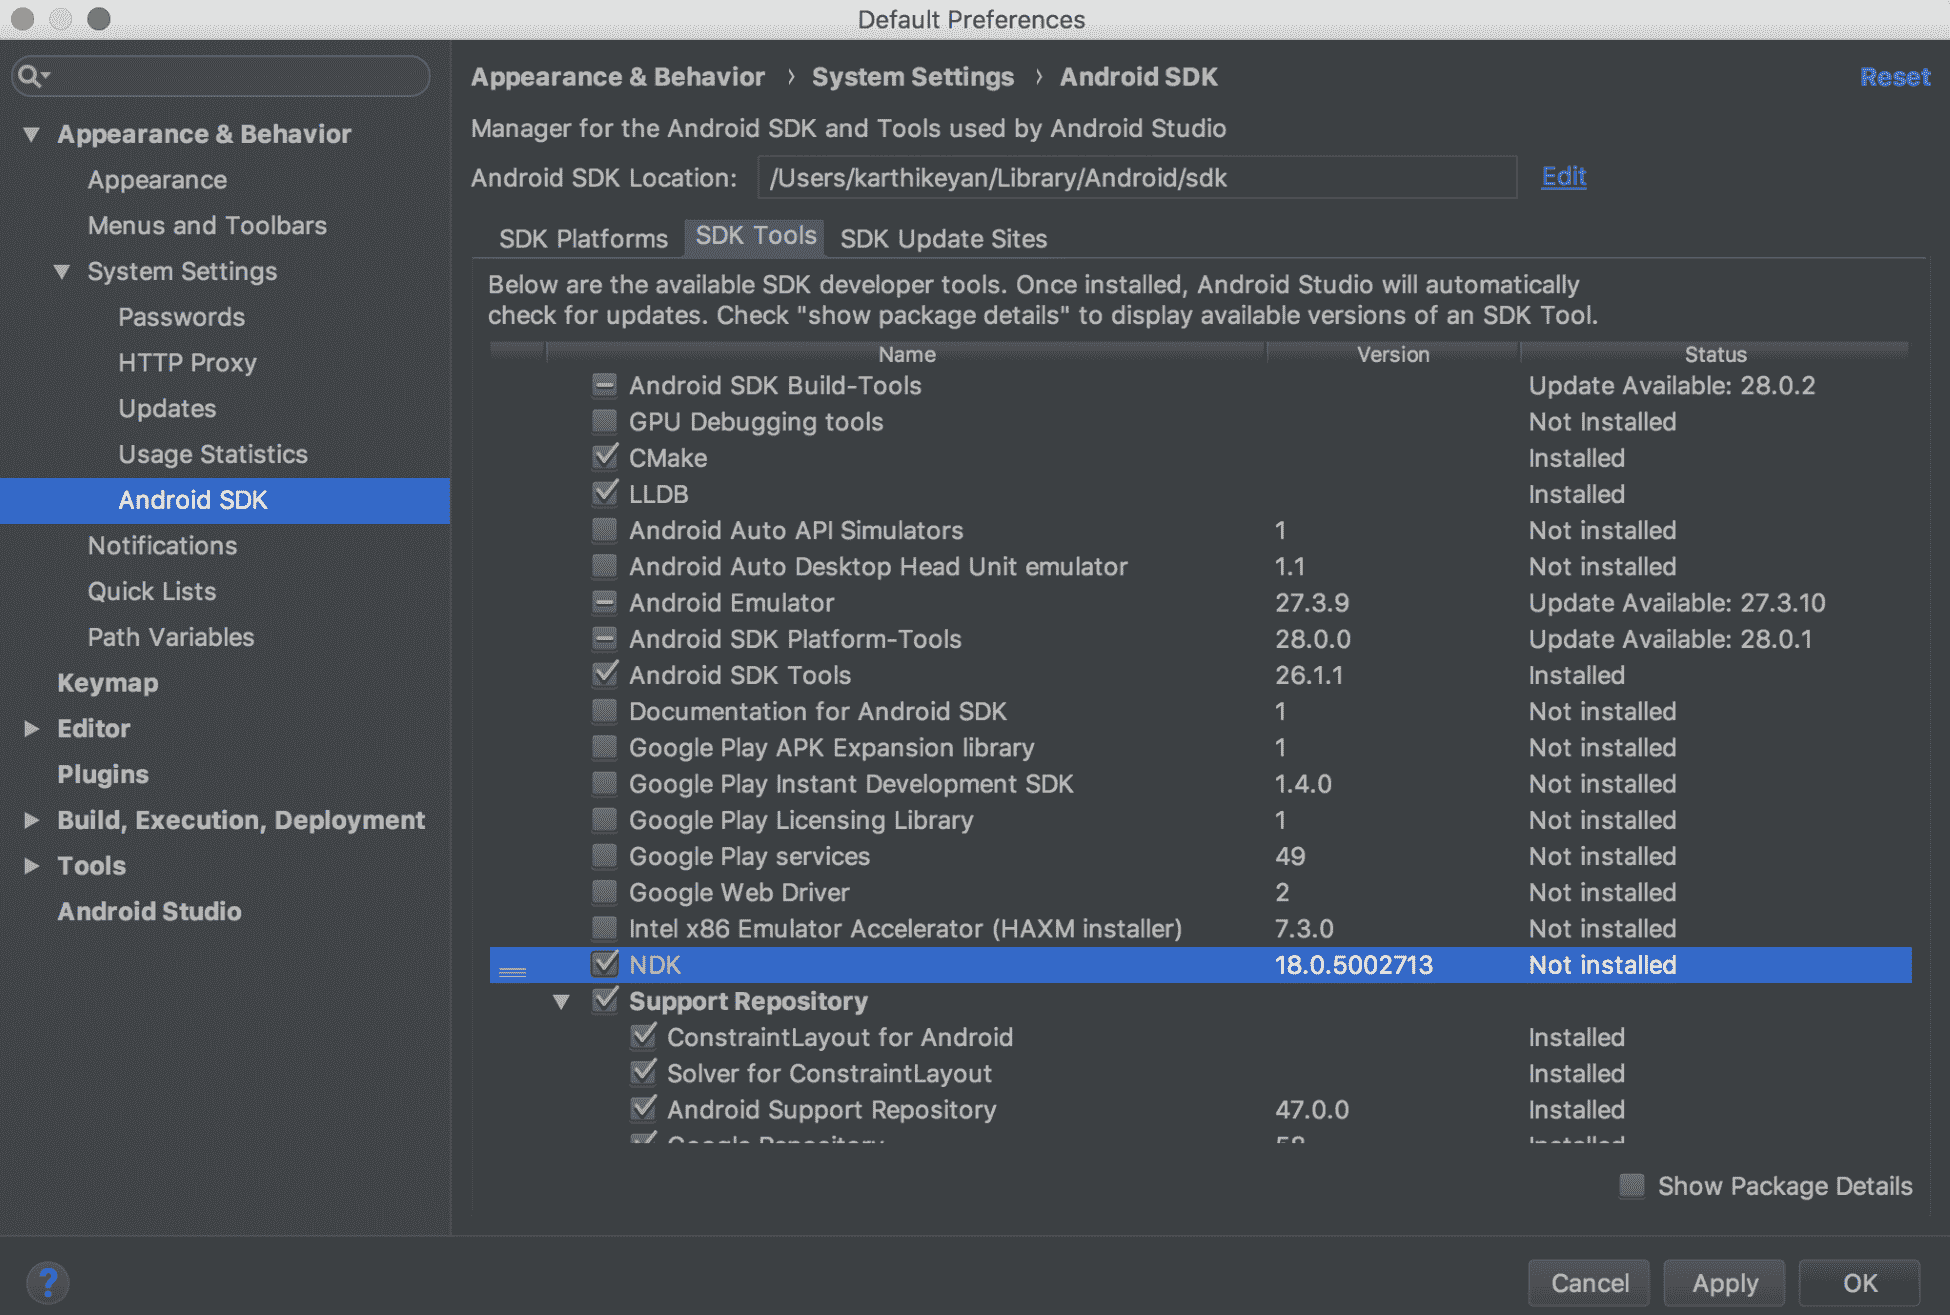 Default Preferences
Appearance & Behavior
Appearance
Menus and Toolbars
System Settings
Passwords
HTTP Proxy
Updates
Usage Statistics
Android SDK
Notifications
Quick Lists
Path Variables
Keymap
Editor
Plugins
Build, Execution, Deployment
Tools
Android Studio
Appearance & Behavior › System Settings › Android SDK Reset
Manager for the Android SDK and Tools used by Android Studio
Android SDK Location: /Users/karthikeyan/Library/Android/sdk Edit
SDK Platforms SDK Tools SDK Update Sites
Below are the available SDK developer tools. Once installed, Android Studio will automatically
check for updates. Check "show package details" to display available versions of an SDK Tool.
Name Version Status
Android SDK Build-Tools Update Available: 28.0.2
GPU Debugging tools Not Installed
CMake Installed
LLDB Installed
Android Auto API Simulators 1 Not installed
Android Auto Desktop Head Unit emulator 1.1 Not installed
Android Emulator 27.3.9 Update Available: 27.3.10
Android SDK Platform-Tools 28.0.0 Update Available: 28.0.1
Android SDK Tools 26.1.1 Installed
Documentation for Android SDK 1 Not installed
Google Play APK Expansion library 1 Not installed
Google Play Instant Development SDK 1.4.0 Not installed
Google Play Licensing Library 1 Not installed
Google Play services 49 Not installed
Google Web Driver 2 Not installed
Intel x86 Emulator Accelerator (HAXM installer) 7.3.0 Not installed
NDK 18.0.5002713 Not installed
Support Repository
ConstraintLayout for Android Installed
Solver for ConstraintLayout Installed
Android Support Repository 47.0.0 Installed
Google Repository 58 Installed
Show Package Details
? Cancel Apply OK